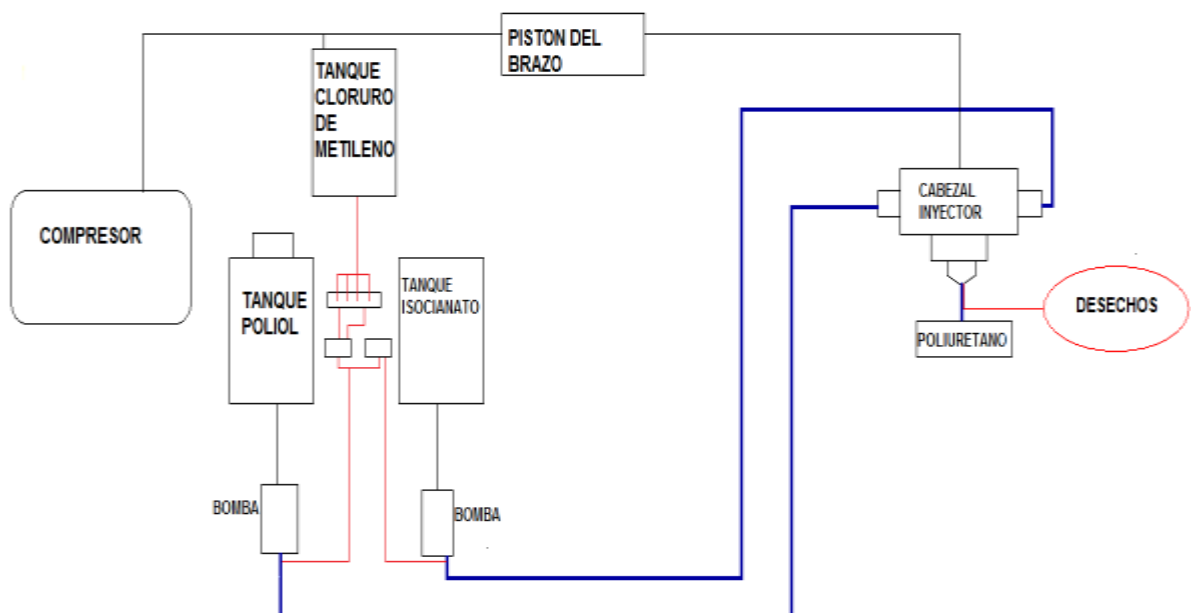 PISTON DEL
BRAZO
TANQUE
CLORURO
DE
METILENO
COMPRESOR
CABEZAL
INYECTOR
TANQUE
POLIOL
TANQUE
ISOCIANATO
DESECHOS
POLIURETANO
BOMBA
BOMBA